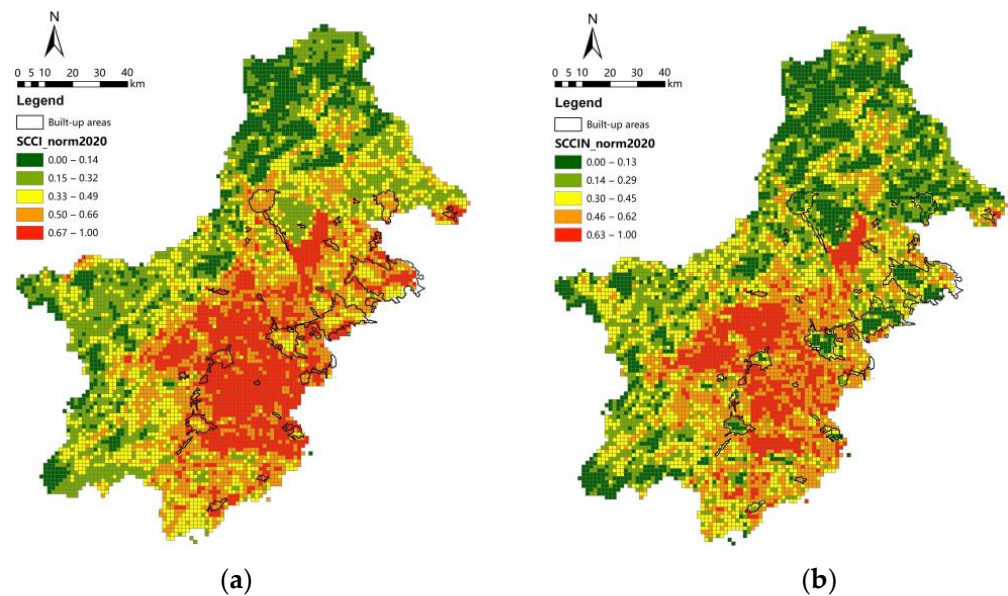 N
0 5 10 20 30 40
km
Legend
Built-up areas
SCCI_norm2020
0.00 – 0.14
0.15 – 0.32
0.33 – 0.49
0.50 – 0.66
0.67 – 1.00
(a)
N
0 5 10 20 30 40
km
Legend
Built-up areas
SCCIN_norm2020
0.00 – 0.13
0.14 – 0.29
0.30 – 0.45
0.46 – 0.62
0.63 – 1.00
(b)